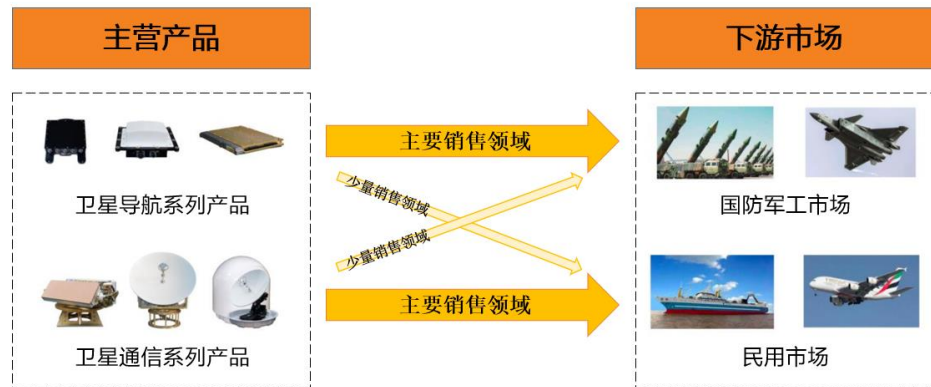 主营产品
下游市场
主要销售领域
少量销售领域
卫星导航系列产品
国防军工市场
少量销售领域
主要销售领域
卫星通信系列产品
民用市场